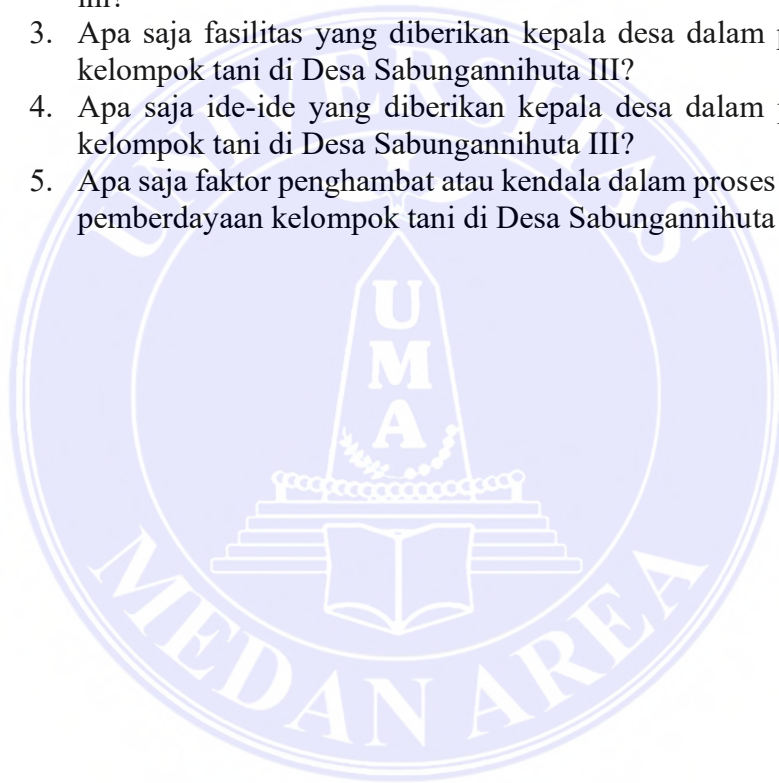 3. Apa saja fasilitas yang diberikan kepala desa dalam
kelompok tani di Desa Sabungannihuta III?
4. Apa saja ide-ide yang diberikan kepala desa dalam
kelompok tani di Desa Sabungannihuta III?
5. Apa saja faktor penghambat atau kendala dalam proses
pemberdayaan kelompok tani di Desa Sabungannihuta
UNIVERSITAS
U
M
A
MEDAN AREA